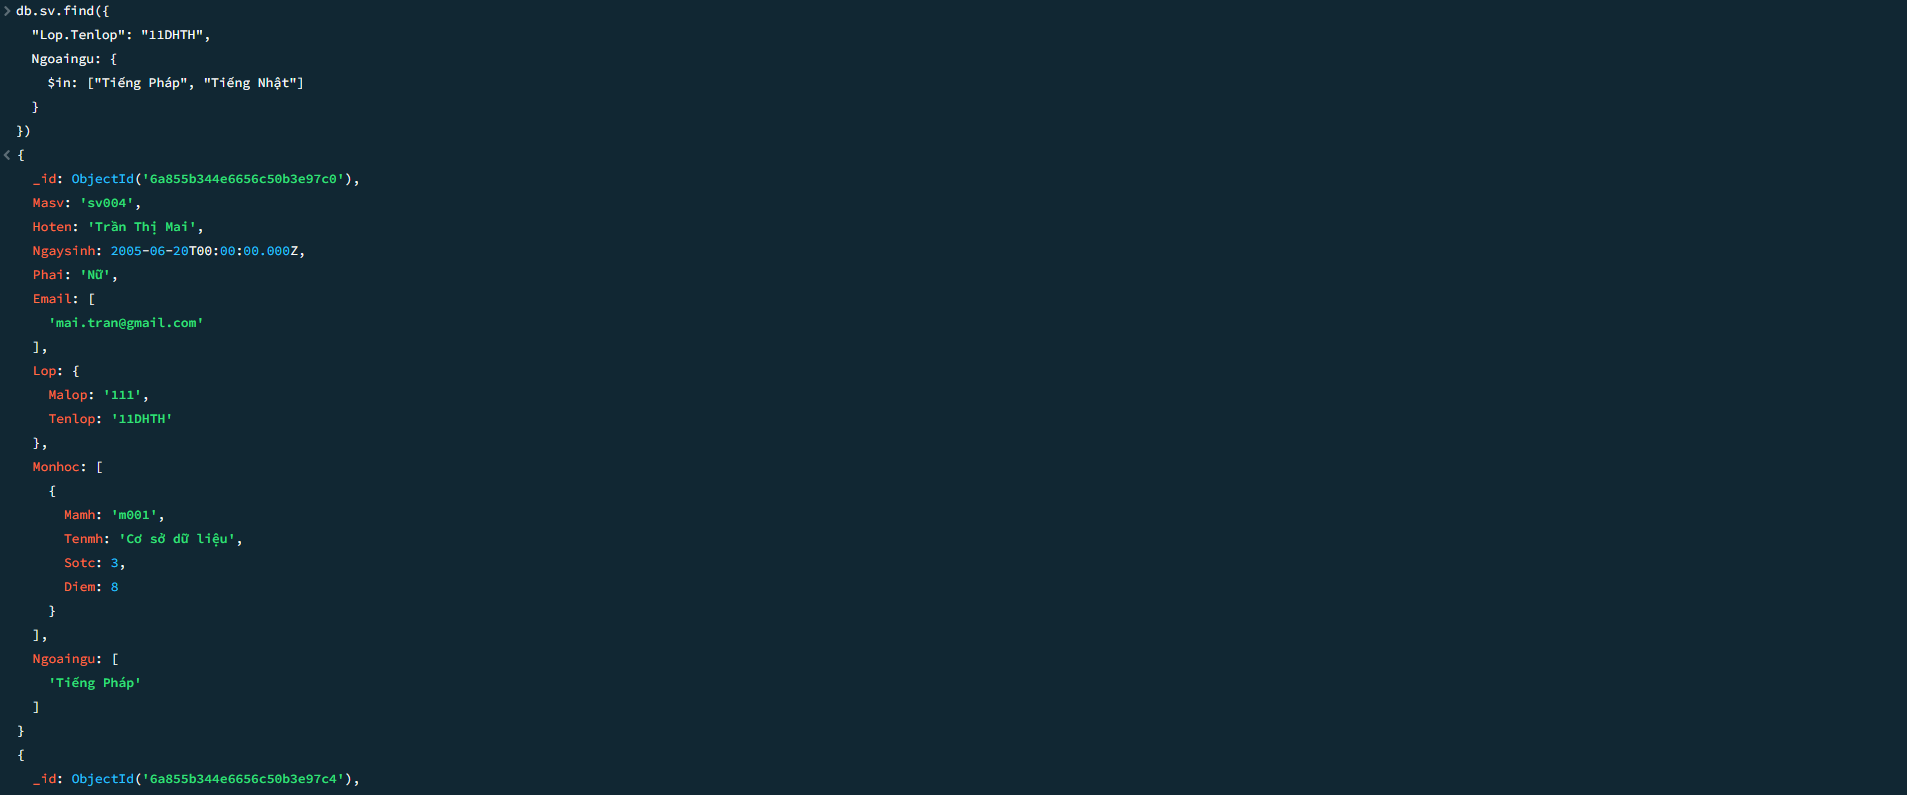 db.sv.find({
"Lop.Tenlop": "11DHTH",
Ngoaingu: {
$in: ["Tiếng Pháp", "Tiếng Nhật"]
}
})
{
_id: ObjectId('6a855b344e6656c50b3e97c0'),
Masv: 'sv004',
Hoten: 'Trần Thị Mai',
Ngaysinh: 2005-06-20T00:00:00.000Z,
Phai: 'Nữ',
Email: [
'mai.tran@gmail.com'
],
Lop: {
Malop: '111',
Tenlop: '11DHTH'
},
Monhoc: [
{
Mamh: 'm001',
Tenmh: 'Cơ sở dữ liệu',
Sotc: 3,
Diem: 8
}
],
Ngoaingu: [
'Tiếng Pháp'
]
}
{
_id: ObjectId('6a855b344e6656c50b3e97c4'),